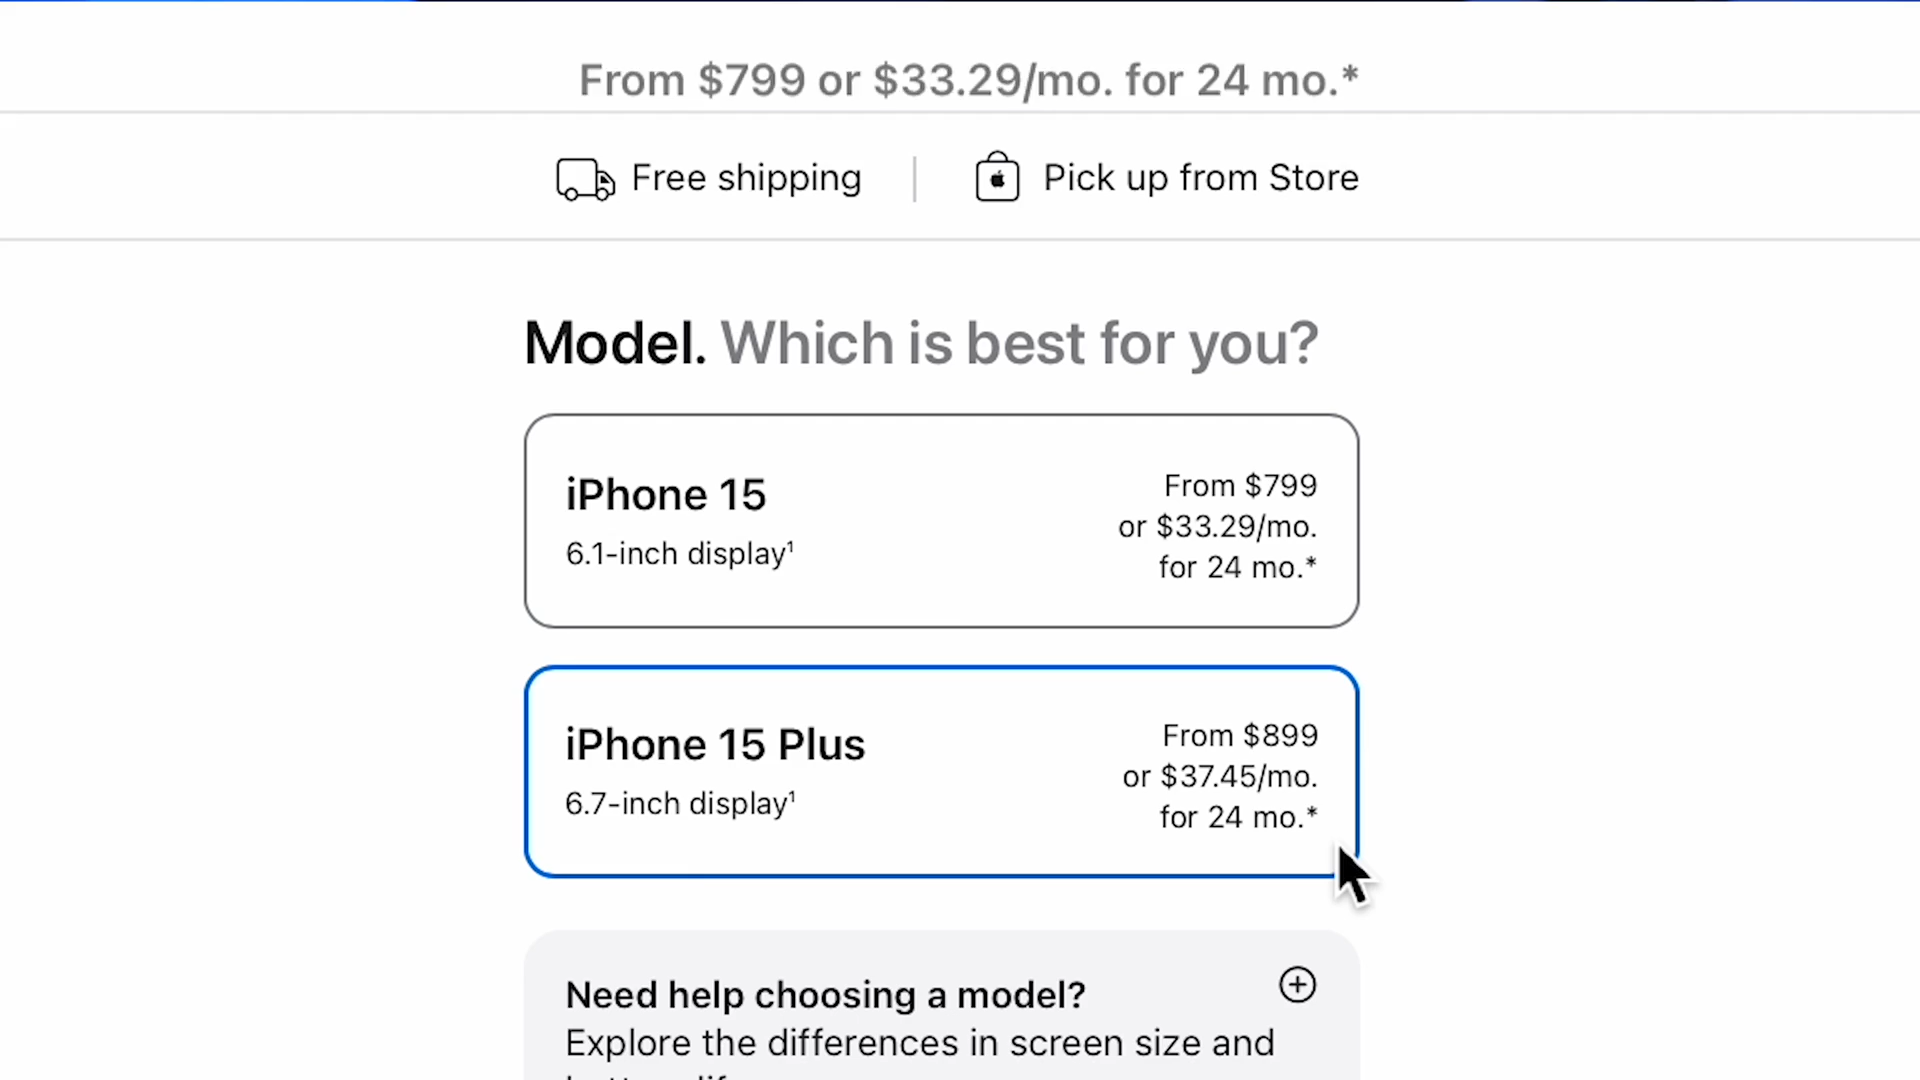 From $799 or $33.29/mo. for 24 mo.*
Free shipping
Pick up from Store
Model. Which is best for you?
iPhone 15
6.1-inch display¹
From $799
or $33.29/mo.
for 24 mo.*
iPhone 15 Plus
6.7-inch display¹
From $899
or $37.45/mo.
for 24 mo.*
Need help choosing a model?
Explore the differences in screen size and